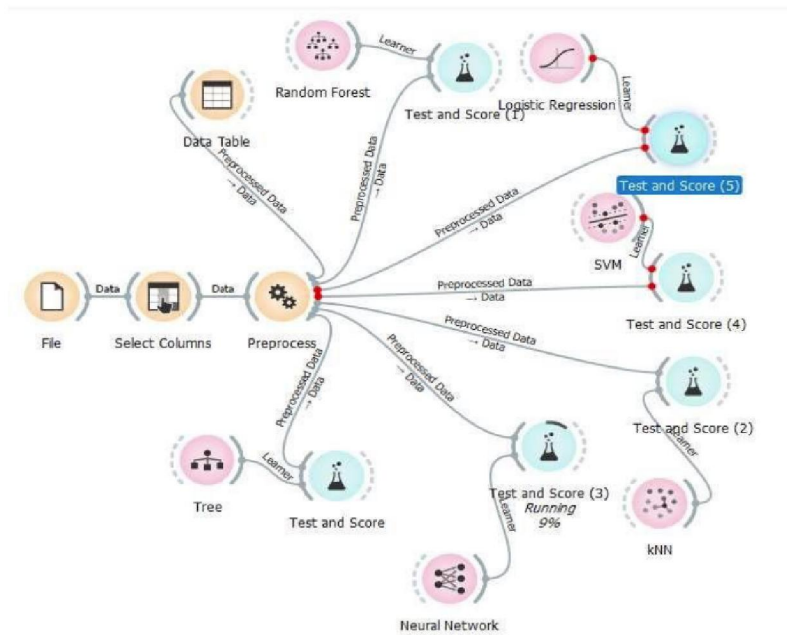 Learner
Random Forest
Test and Score (1)
Logistic Regression
Learner
Data Table
Preprocessed Data
→ Data
Preprocessed Data
→ Data
Test and Score (5)
Preprocessed Data
→ Data
SVM
Learner
Preprocessed Data
→ Data
Test and Score (4)
Data
Data
File
Select Columns
Preprocess
Preprocessed Data
→ Data
Test and Score (2)
Learner
kNN
Preprocessed Data
→ Data
Test and Score (3)
Running
9%
Learner
Neural Network
Preprocessed Data
→ Data
Learner
Tree
Test and Score